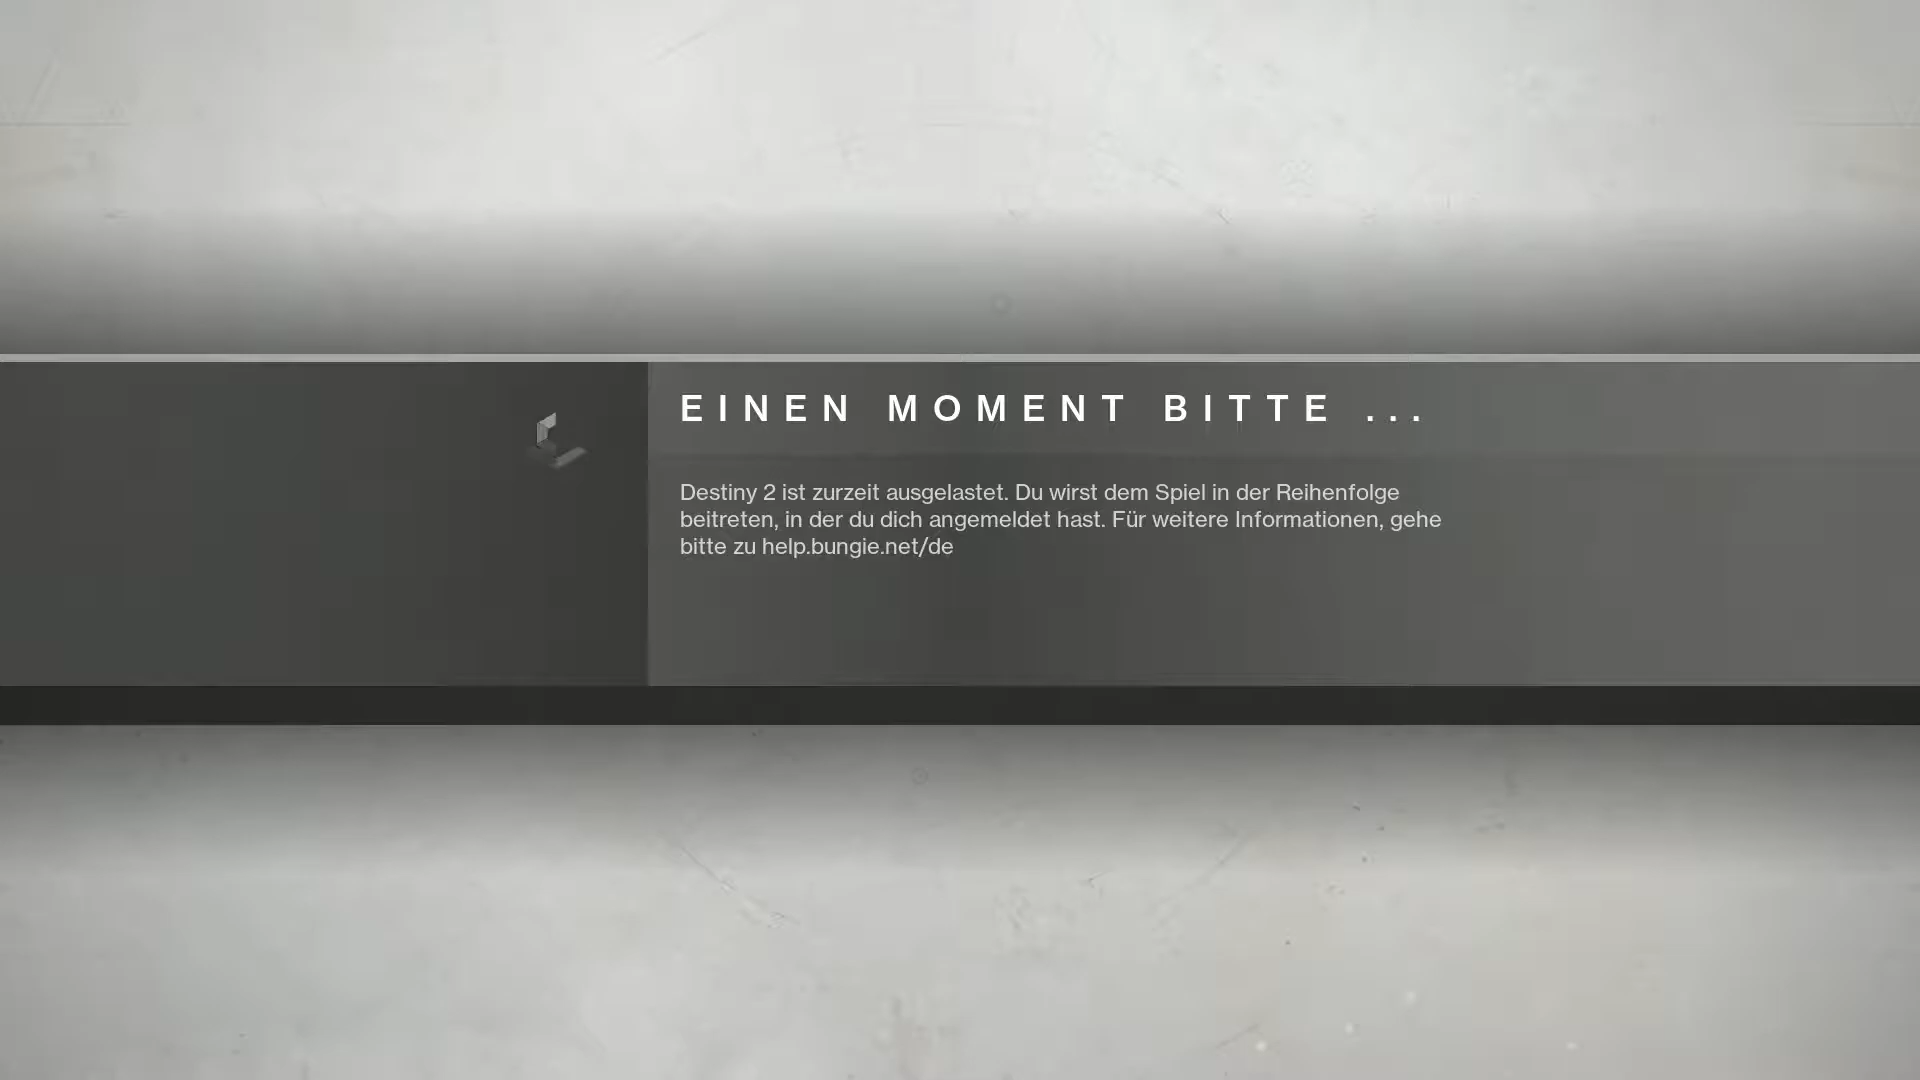 EINEN MOMENT BITTE ...
Destiny 2 ist zurzeit ausgelastet. Du wirst dem Spiel in der Reihenfolge
beitreten, in der du dich angemeldet hast. Für weitere Informationen, gehe
bitte zu help.bungie.net/de